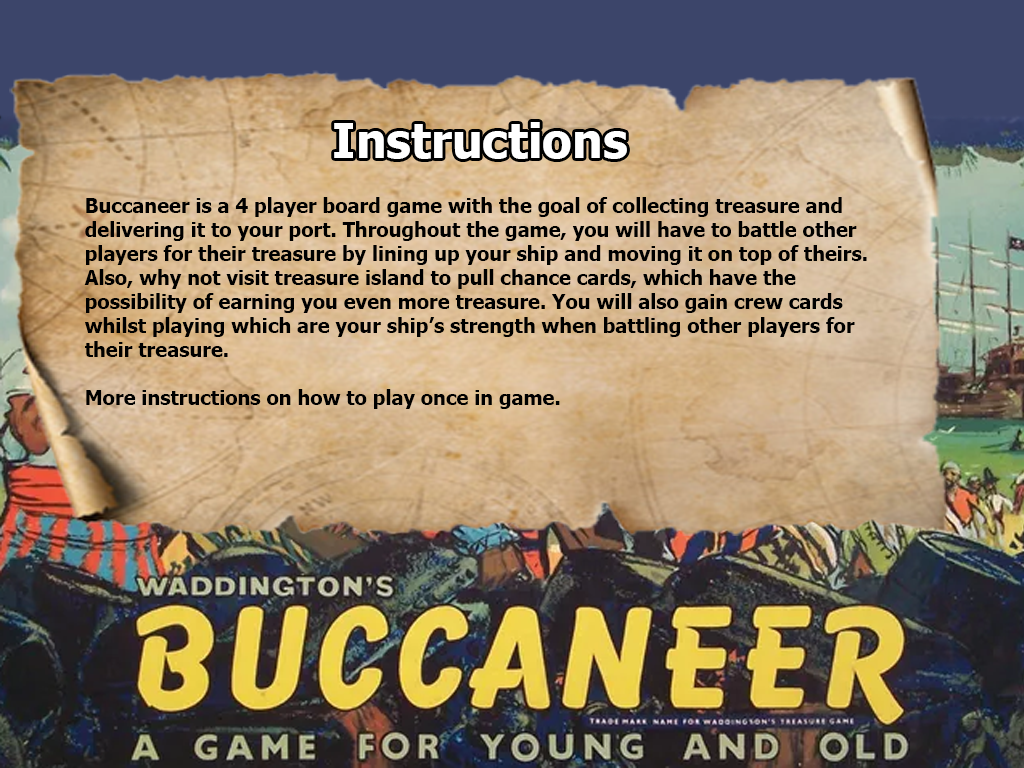 Instructions
Buccaneer is a 4 player board game with the goal of collecting treasure and
delivering it to your port. Throughout the game, you will have to battle other
players for their treasure by lining up your ship and moving it on top of theirs.
Also, why not visit treasure island to pull chance cards, which have the
possibility of earning you even more treasure. You will also gain crew cards
whilst playing which are your ship’s strength when battling other players for
their treasure.
More instructions on how to play once in game.
WADDINGTON'S
BUCCANEER
TRADE MARK NAME FOR WADDINGSON'S TREASURE GAME
A GAME FOR YOUNG AND OLD